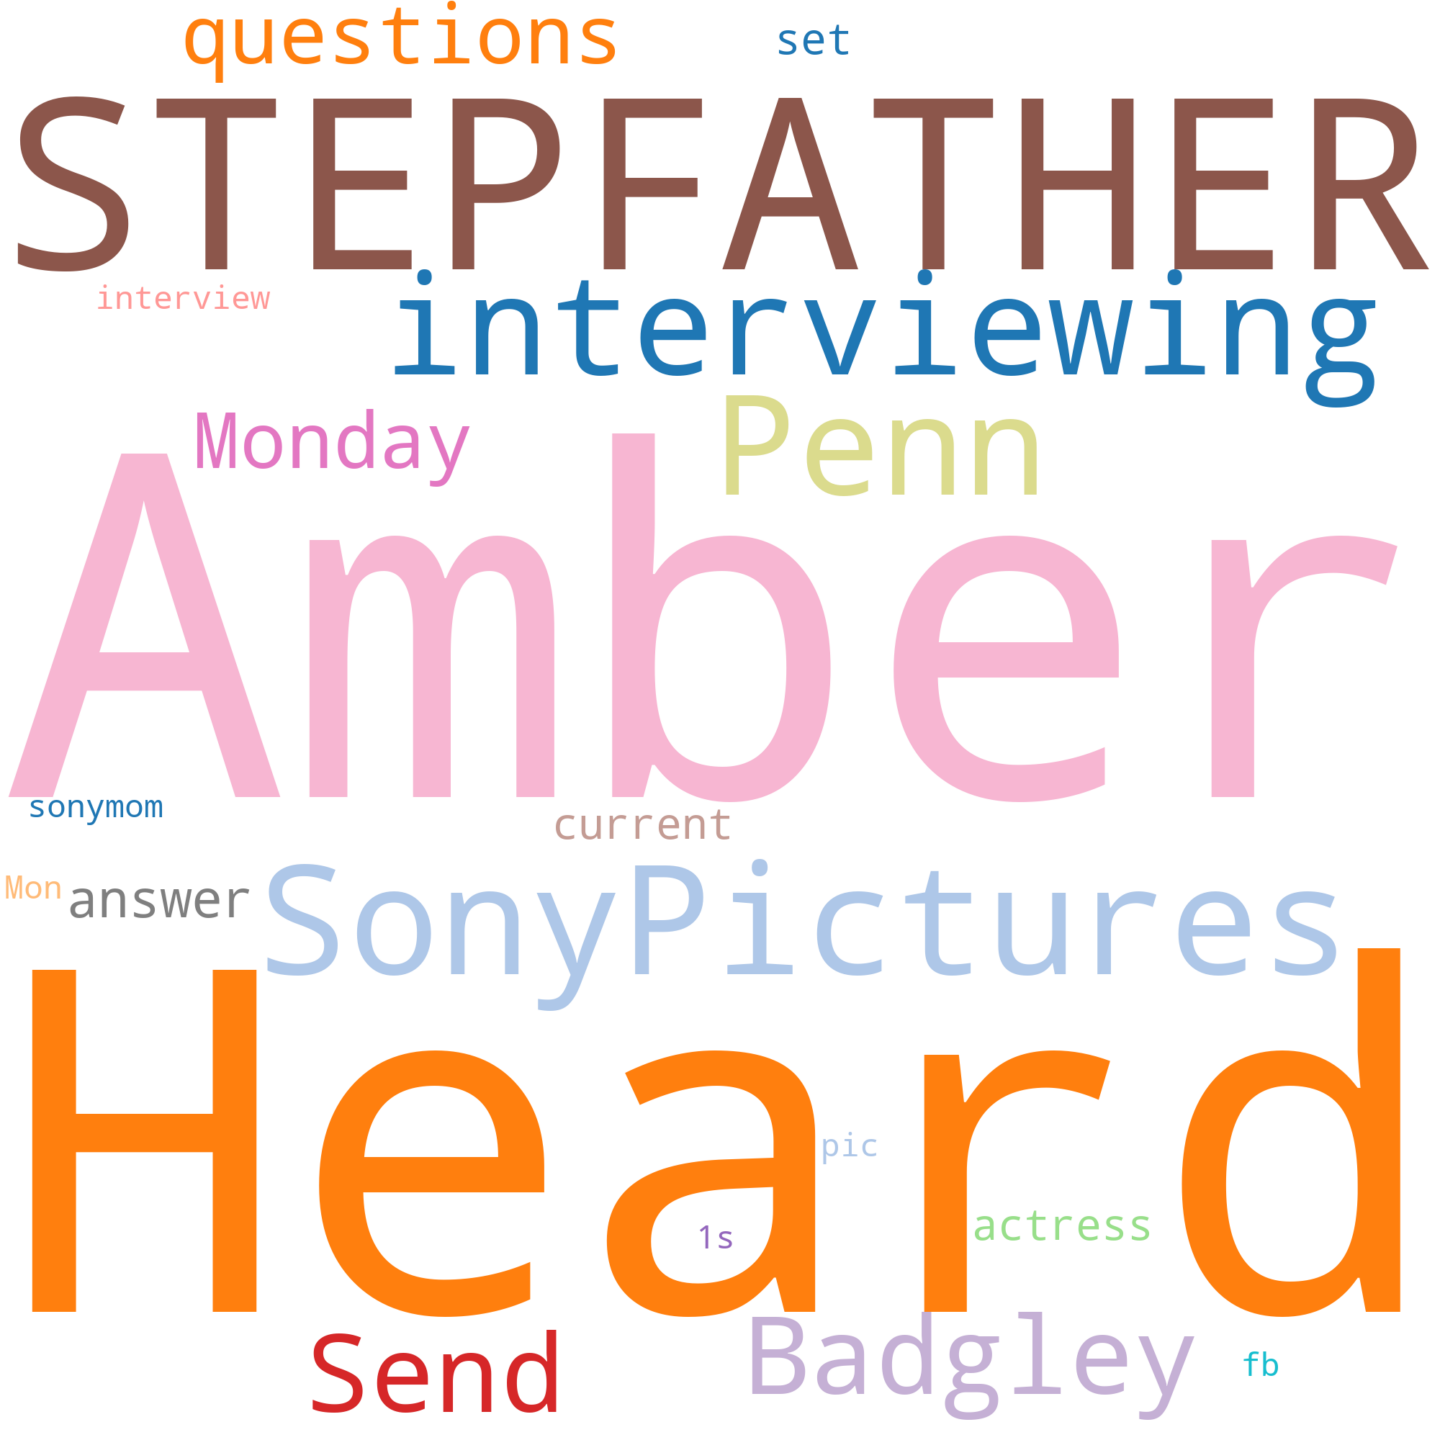 questions set
STEPFATHER
interview interviewing
Monday Penn
Amber
sonymom current
Mon answer SonyPictures
Heard
pic
1s actress
Send Badgley fb